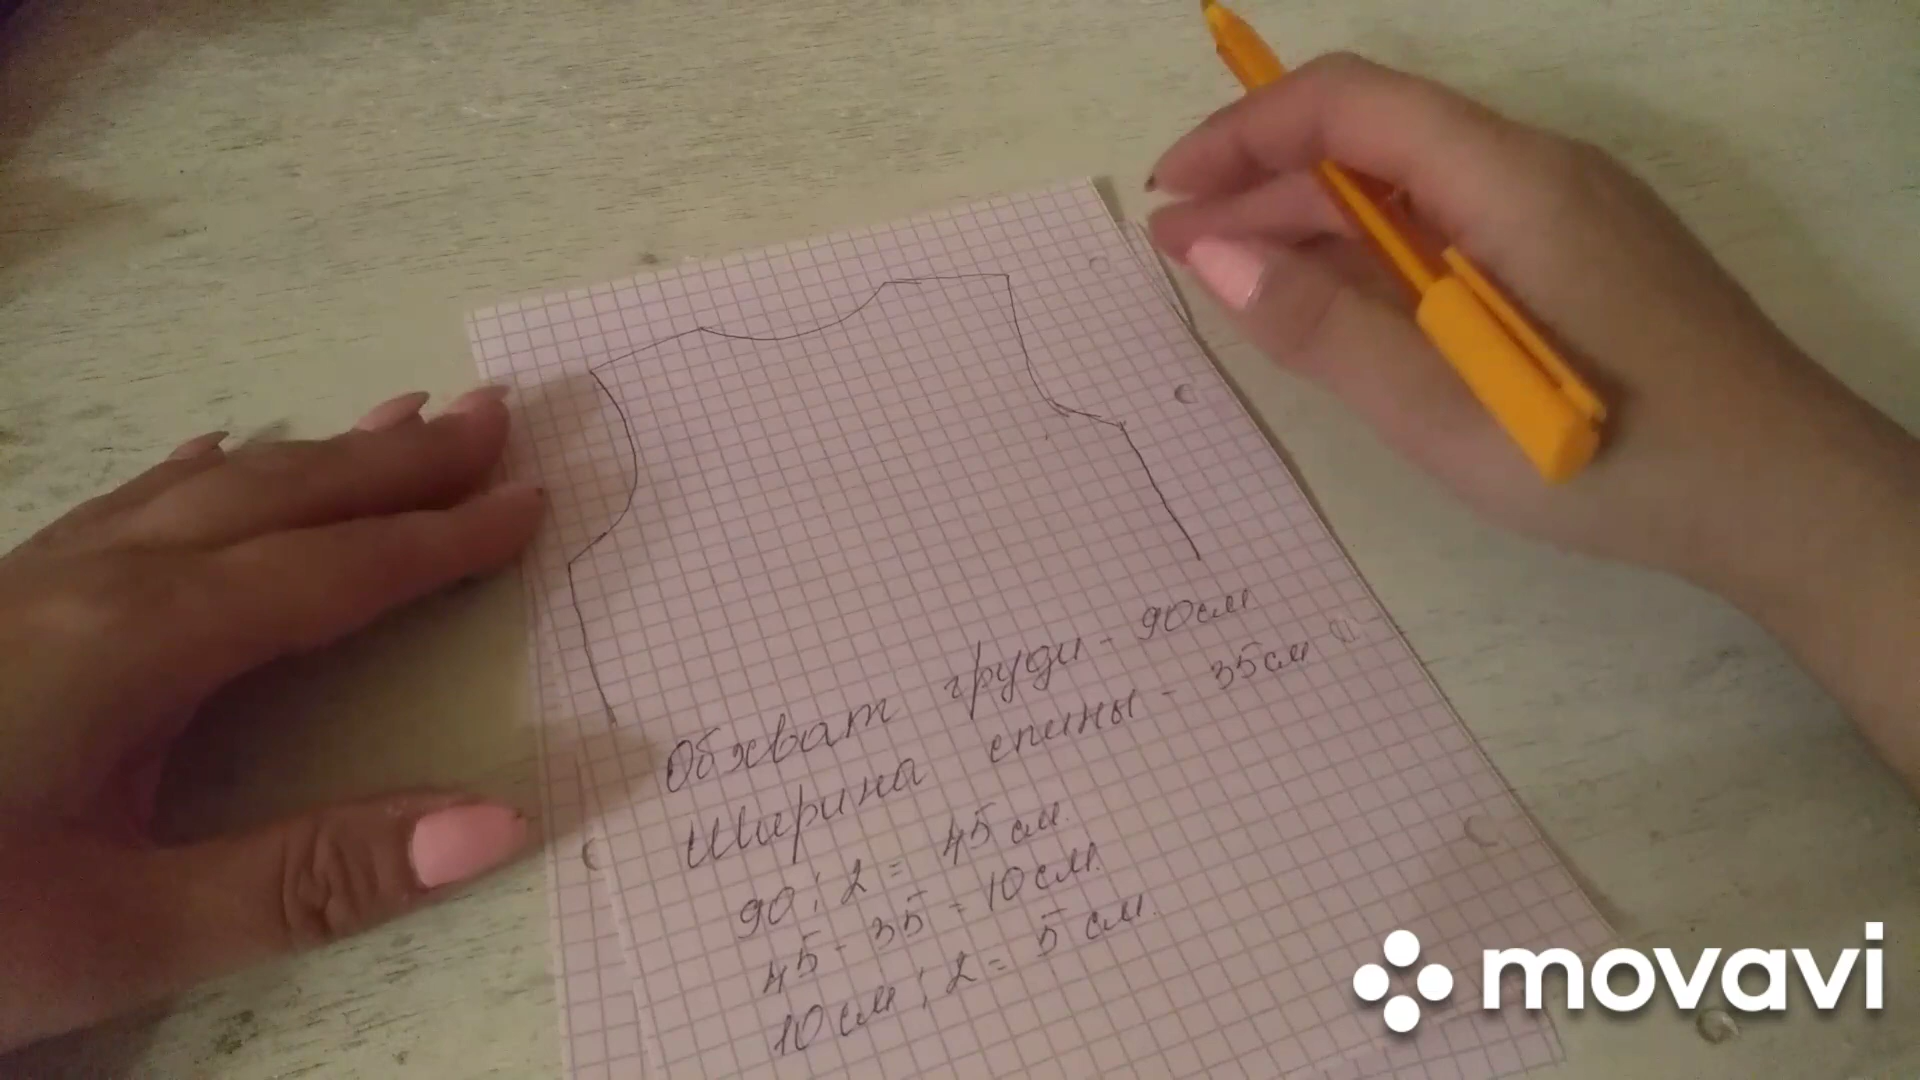 Обхват груди - 90см
Ширина спины - 35см
90 : 2 = 45 см.
45 - 35 = 10 см.
10 см : 2 = 5 см.
movavi